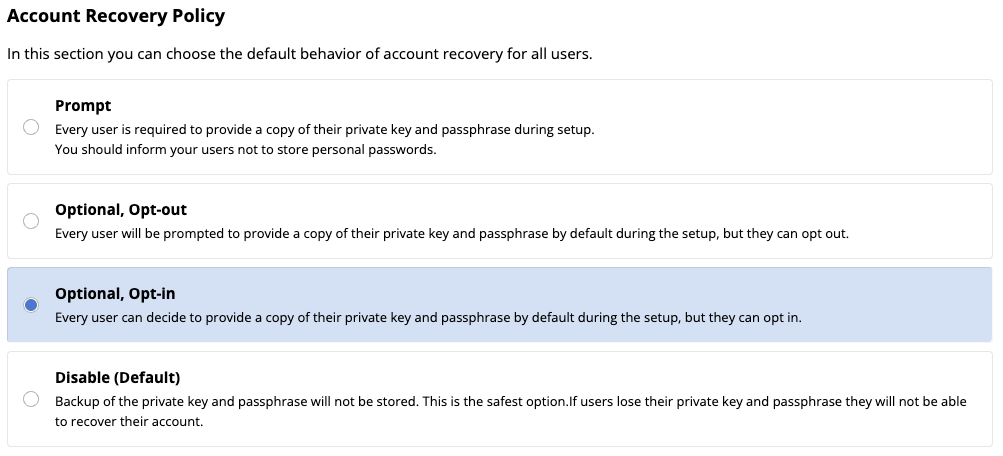 Account Recovery Policy
In this section you can choose the default behavior of account recovery for all users.
Prompt
Every user is required to provide a copy of their private key and passphrase during setup.
You should inform your users not to store personal passwords.
Optional, Opt-out
Every user will be prompted to provide a copy of their private key and passphrase by default during the setup, but they can opt out.
Optional, Opt-in
Every user can decide to provide a copy of their private key and passphrase by default during the setup, but they can opt in.
Disable (Default)
Backup of the private key and passphrase will not be stored. This is the safest option.If users lose their private key and passphrase they will not be able
to recover their account.